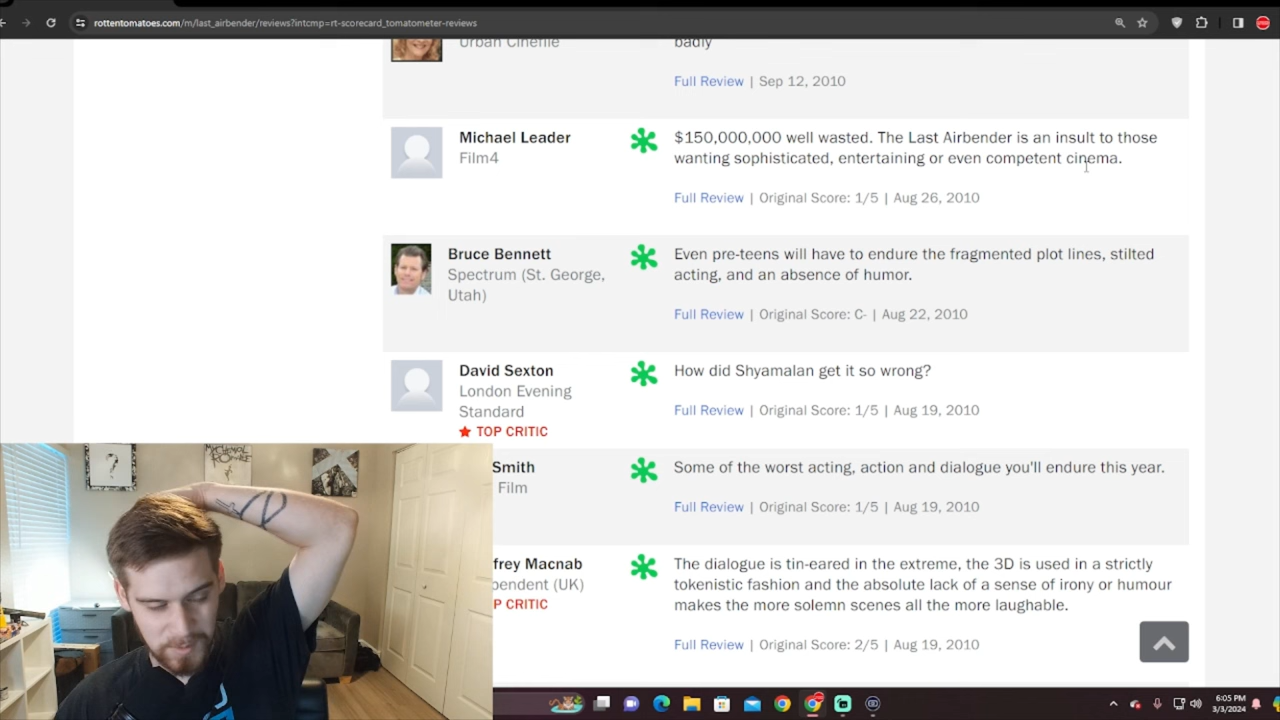 rottentomatoes.com/m/last_airbender/reviews?intcmp=rt-scorecard_tomatometer-reviews
Urban Cinefile
badly
Full Review | Sep 12, 2010
Michael Leader
Film4
$150,000,000 well wasted. The Last Airbender is an insult to those
wanting sophisticated, entertaining or even competent cinema.
Full Review | Original Score: 1/5 | Aug 26, 2010
Bruce Bennett
Spectrum (St. George,
Utah)
Even pre-teens will have to endure the fragmented plot lines, stilted
acting, and an absence of humor.
Full Review | Original Score: C- | Aug 22, 2010
David Sexton
London Evening
Standard
TOP CRITIC
How did Shyamalan get it so wrong?
Full Review | Original Score: 1/5 | Aug 19, 2010
Smith
Film
Some of the worst acting, action and dialogue you'll endure this year.
Full Review | Original Score: 1/5 | Aug 19, 2010
frey Macnab
pendent (UK)
P CRITIC
The dialogue is tin-eared in the extreme, the 3D is used in a strictly
tokenistic fashion and the absolute lack of a sense of irony or humour
makes the more solemn scenes all the more laughable.
Full Review | Original Score: 2/5 | Aug 19, 2010
6:05 PM
3/3/2024